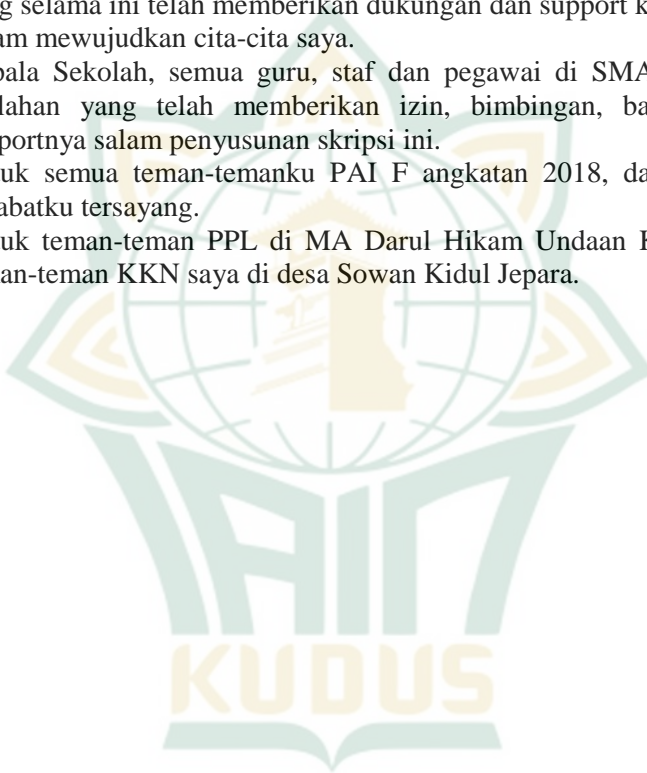 g selama ini telah memberikan dukungan dan support k
am mewujudkan cita-cita saya.
pala Sekolah, semua guru, staf dan pegawai di SMA
lahan yang telah memberikan izin, bimbingan, ba
portnya salam penyusunan skripsi ini.
uk semua teman-temanku PAI F angkatan 2018, da
abatku tersayang.
uk teman-teman PPL di MA Darul Hikam Undaan K
an-teman KKN saya di desa Sowan Kidul Jepara.
IAIN
KUDUS